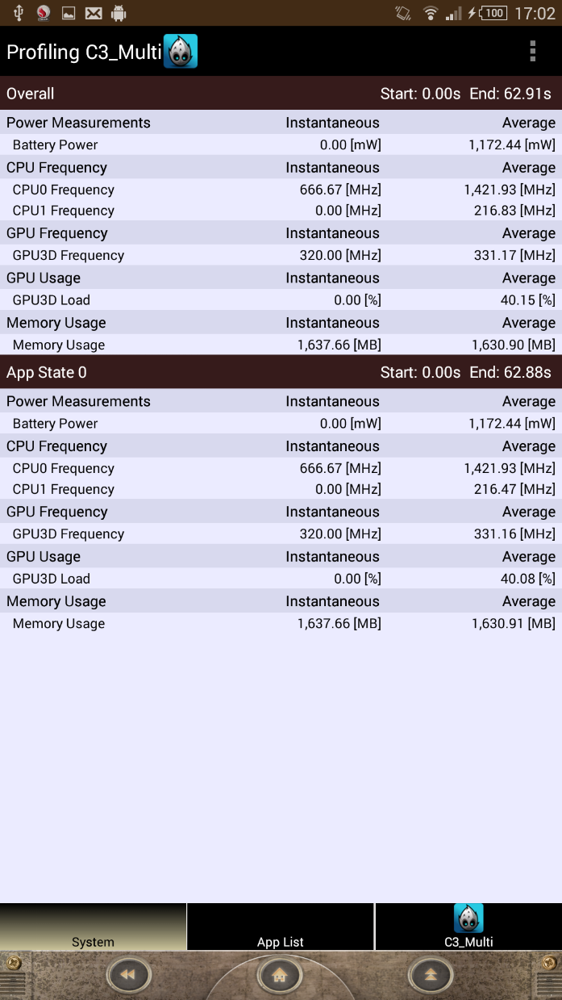 100 17:02
Profiling C3_Multi
Overall Start: 0.00s End: 62.91s
Power Measurements Instantaneous Average
Battery Power 0.00 [mW] 1,172.44 [mW]
CPU Frequency Instantaneous Average
CPU0 Frequency 666.67 [MHz] 1,421.93 [MHz]
CPU1 Frequency 0.00 [MHz] 216.83 [MHz]
GPU Frequency Instantaneous Average
GPU3D Frequency 320.00 [MHz] 331.17 [MHz]
GPU Usage Instantaneous Average
GPU3D Load 0.00 [%] 40.15 [%]
Memory Usage Instantaneous Average
Memory Usage 1,637.66 [MB] 1,630.90 [MB]
App State 0 Start: 0.00s End: 62.88s
Power Measurements Instantaneous Average
Battery Power 0.00 [mW] 1,172.44 [mW]
CPU Frequency Instantaneous Average
CPU0 Frequency 666.67 [MHz] 1,421.93 [MHz]
CPU1 Frequency 0.00 [MHz] 216.47 [MHz]
GPU Frequency Instantaneous Average
GPU3D Frequency 320.00 [MHz] 331.16 [MHz]
GPU Usage Instantaneous Average
GPU3D Load 0.00 [%] 40.08 [%]
Memory Usage Instantaneous Average
Memory Usage 1,637.66 [MB] 1,630.91 [MB]
System App List C3_Multi